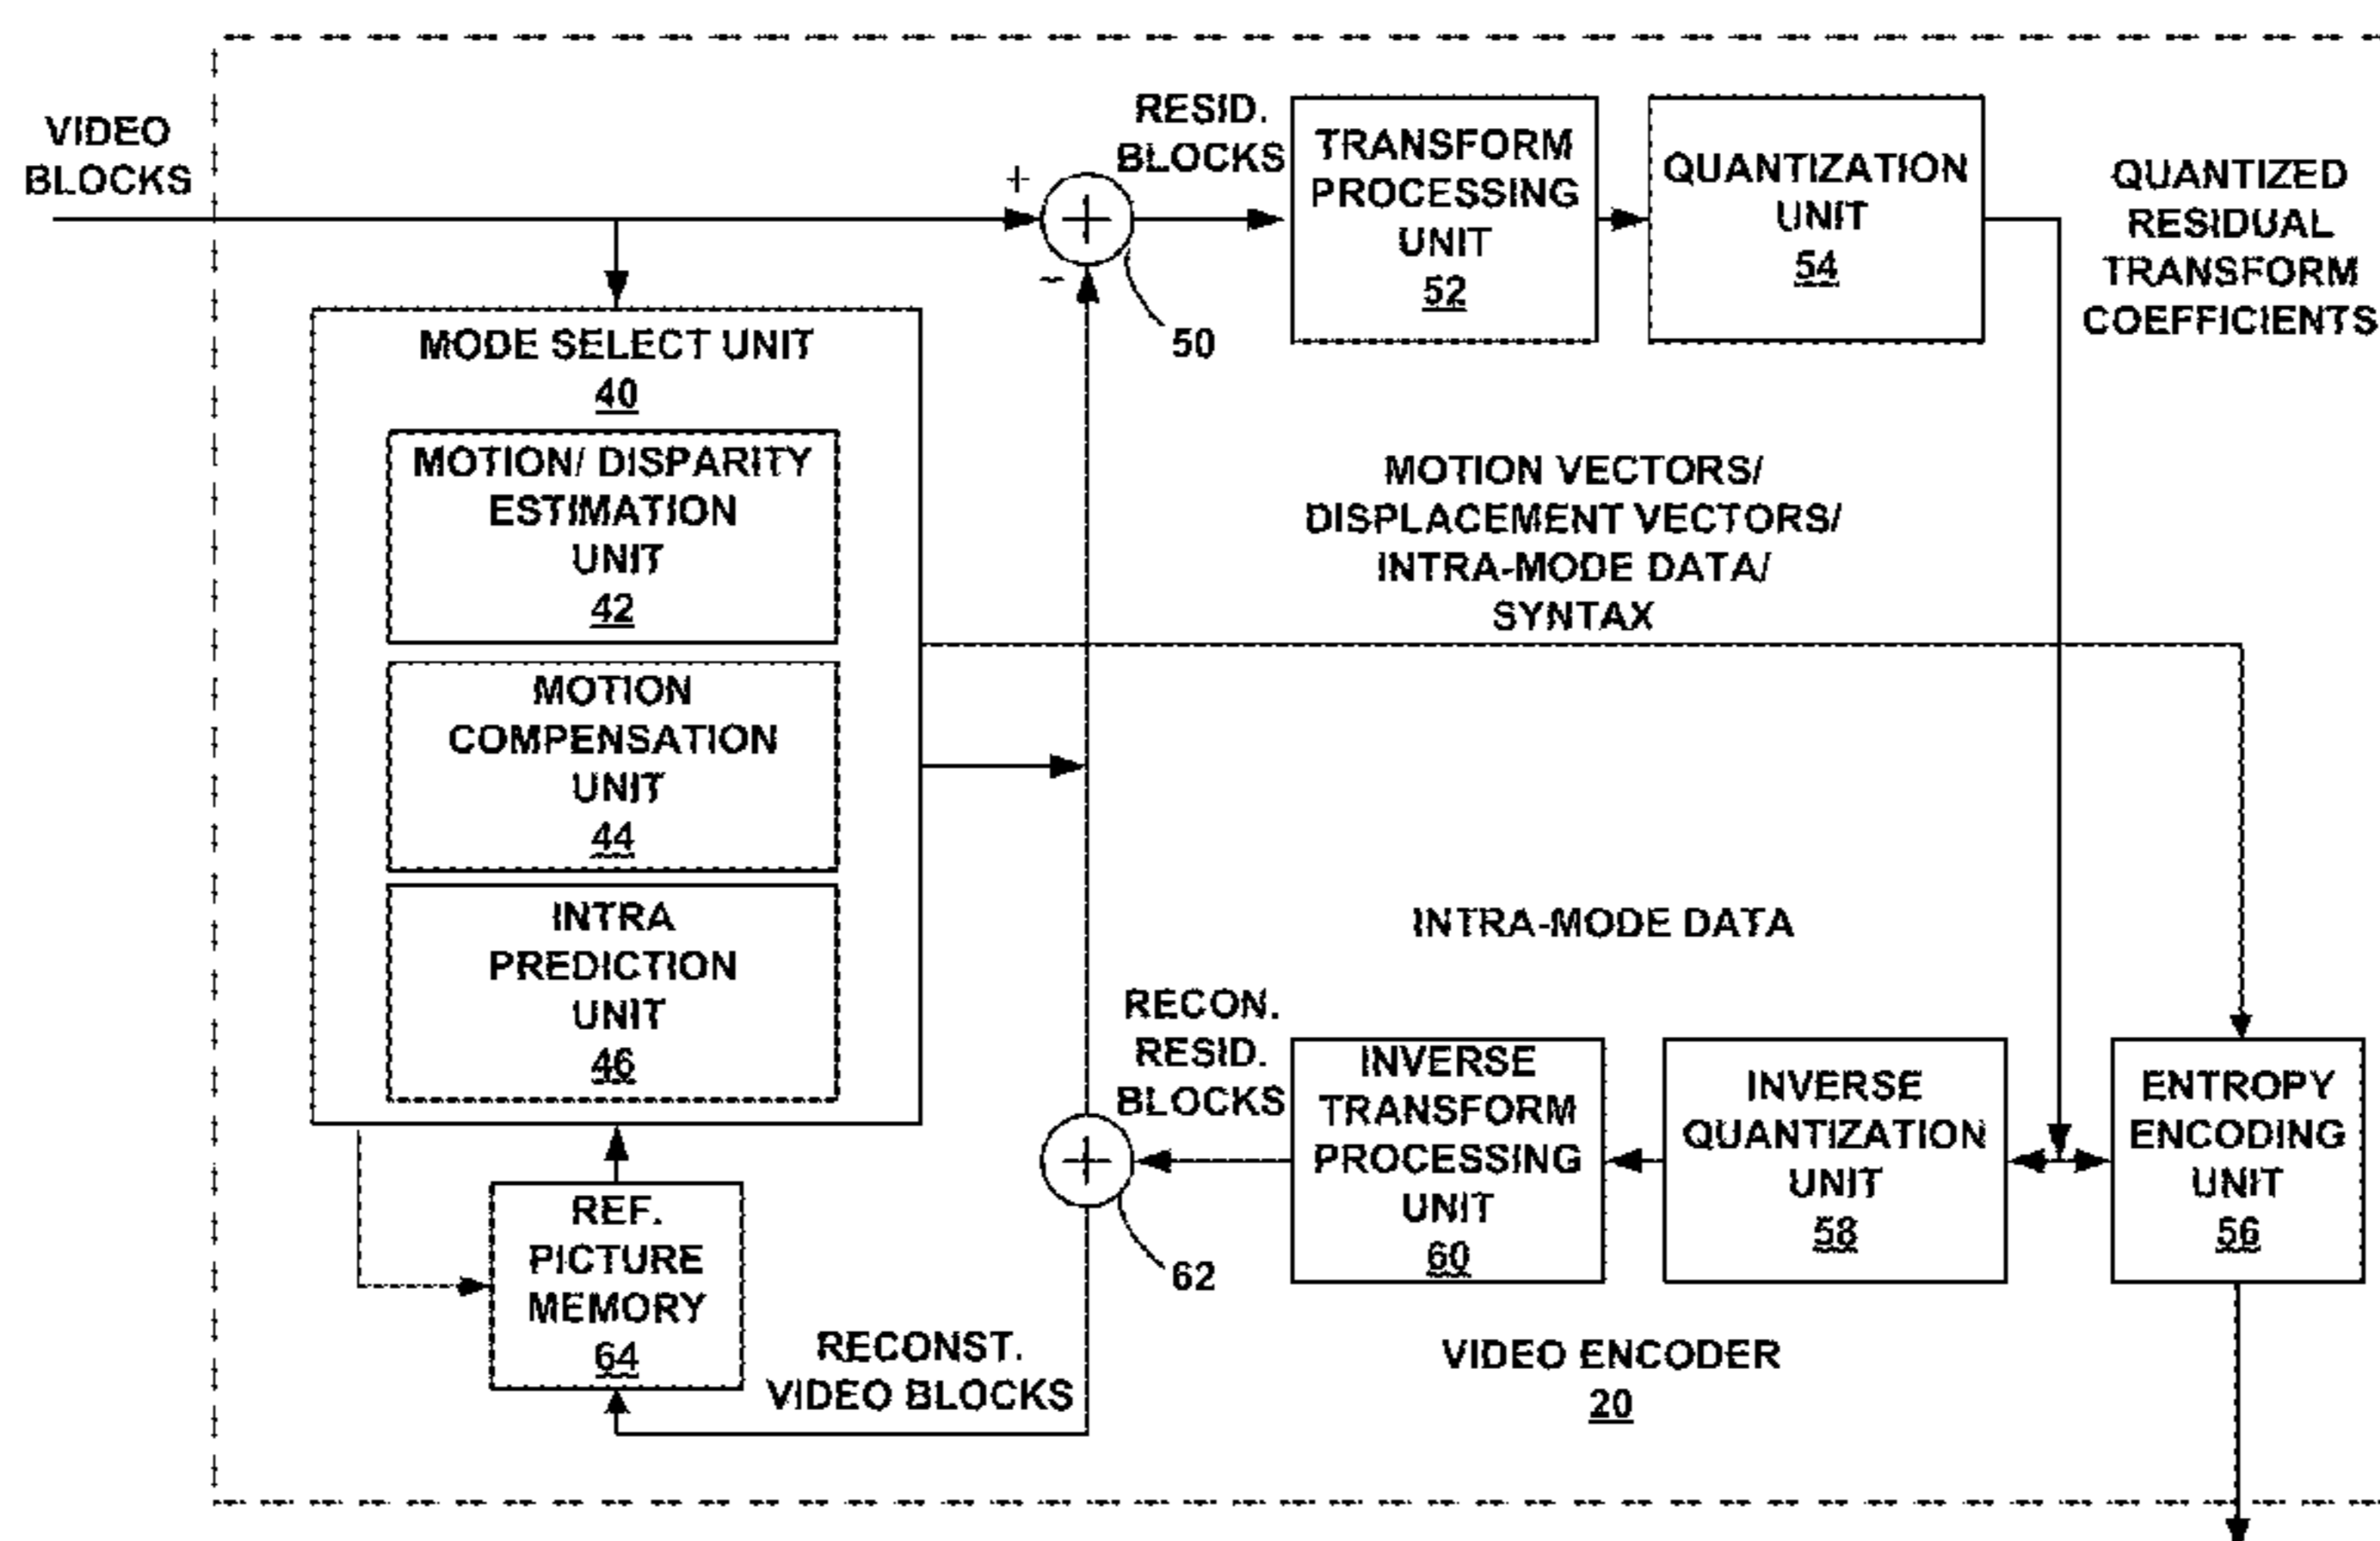 VIDEO
BLOCKS
RESID.
BLOCKS
+
−
50
TRANSFORM
PROCESSING
UNIT
52
QUANTIZATION
UNIT
54
QUANTIZED
RESIDUAL
TRANSFORM
COEFFICIENTS
MODE SELECT UNIT
40
MOTION/ DISPARITY
ESTIMATION
UNIT
42
MOTION
COMPENSATION
UNIT
44
INTRA
PREDICTION
UNIT
46
MOTION VECTORS/
DISPLACEMENT VECTORS/
INTRA-MODE DATA/
SYNTAX
INTRA-MODE DATA
RECON.
RESID.
BLOCKS
62
INVERSE
TRANSFORM
PROCESSING
UNIT
60
INVERSE
QUANTIZATION
UNIT
58
ENTROPY
ENCODING
UNIT
56
REF.
PICTURE
MEMORY
64
RECONST.
VIDEO BLOCKS
VIDEO ENCODER
20